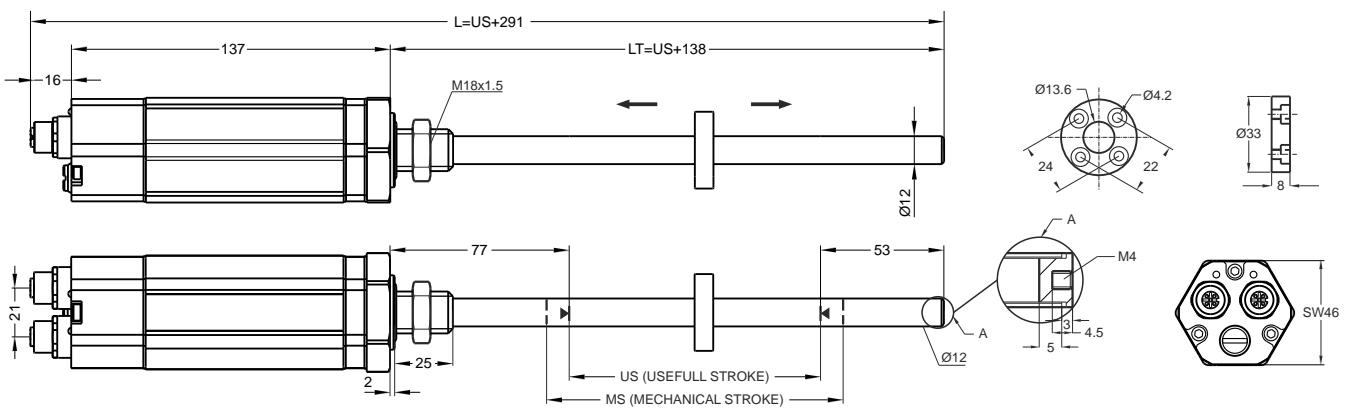 L=US+291
137
LT=US+138
16
M18x1.5
Ø12
Ø13.6
Ø4.2
24
22
Ø33
8
77
53
A
M4
3
4.5
5
A
Ø12
SW46
21
25
2
US (USEFULL STROKE)
MS (MECHANICAL STROKE)